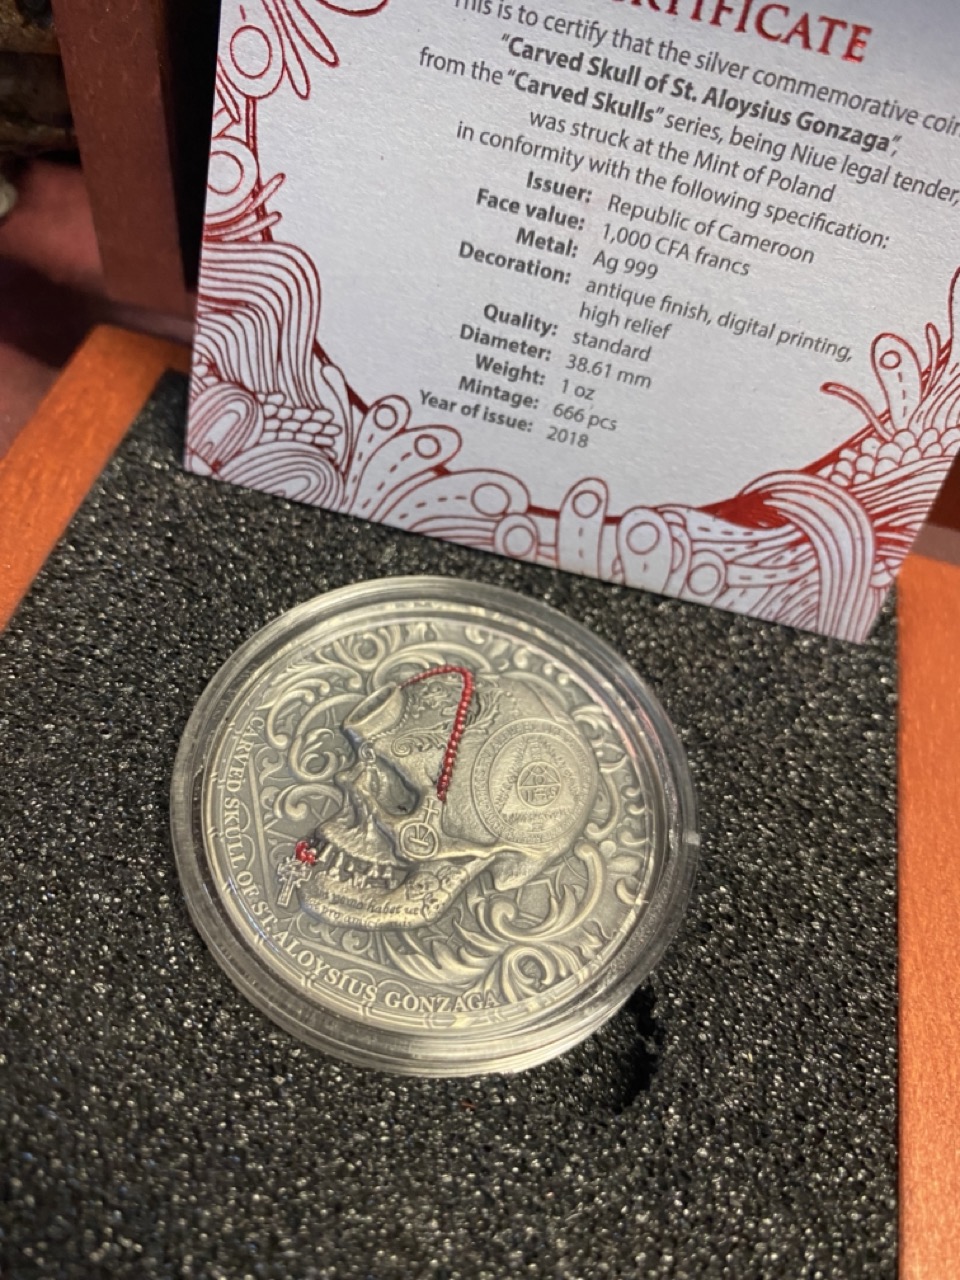 CERTIFICATE
This is to certify that the silver commemorative coin
"Carved Skull of St. Aloysius Gonzaga",
from the "Carved Skulls" series, being Niue legal tender,
was struck at the Mint of Poland
in conformity with the following specification:
Issuer: Republic of Cameroon
Face value: 1,000 CFA francs
Metal: Ag 999
Decoration: antique finish, digital printing,
high relief
Quality: standard
Diameter: 38.61 mm
Weight: 1 oz
Mintage: 666 pcs
Year of issue: 2018
CARVED SKULL OF ST. ALOYSIUS GONZAGA
IHS